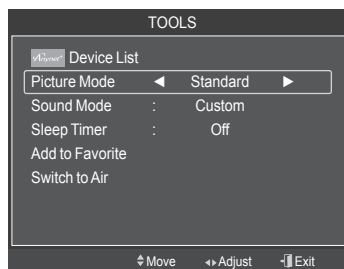 TOOLS
Anynet+ Device List
Picture Mode ◄ Standard ►
Sound Mode : Custom
Sleep Timer : Off
Add to Favorite
Switch to Air
Move Adjust Exit